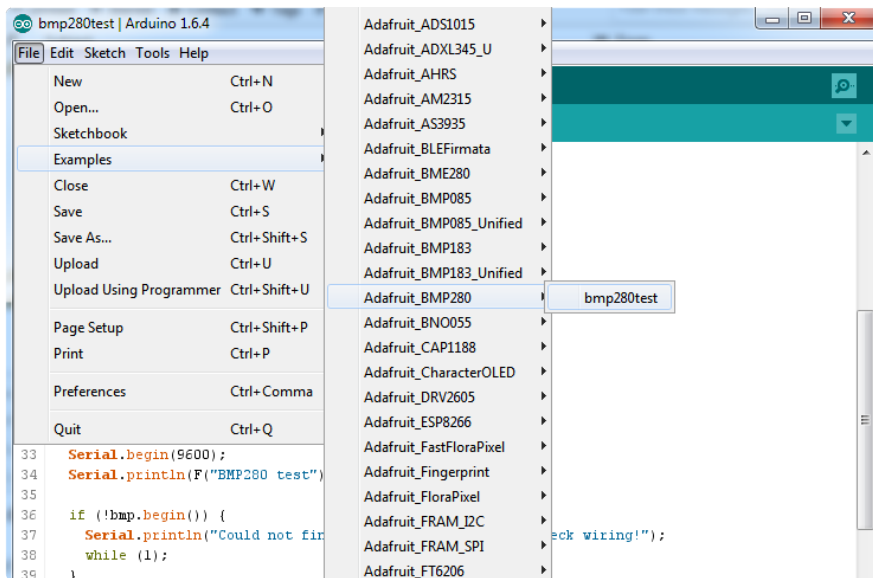 bmp280test | Arduino 1.6.4
File Edit Sketch Tools Help
New Ctrl+N
Open... Ctrl+O
Sketchbook
Examples
Close Ctrl+W
Save Ctrl+S
Save As... Ctrl+Shift+S
Upload Ctrl+U
Upload Using Programmer Ctrl+Shift+U
Page Setup Ctrl+Shift+P
Print Ctrl+P
Preferences Ctrl+Comma
Quit Ctrl+Q
Adafruit_ADS1015
Adafruit_ADXL345_U
Adafruit_AHRS
Adafruit_AM2315
Adafruit_AS3935
Adafruit_BLEFirmata
Adafruit_BME280
Adafruit_BMP085
Adafruit_BMP085_Unified
Adafruit_BMP183
Adafruit_BMP183_Unified
Adafruit_BMP280
Adafruit_BNO055
Adafruit_CAP1188
Adafruit_CharacterOLED
Adafruit_DRV2605
Adafruit_ESP8266
Adafruit_FastFloraPixel
Adafruit_Fingerprint
Adafruit_FloraPixel
Adafruit_FRAM_I2C
Adafruit_FRAM_SPI
Adafruit_FT6206
bmp280test
33 Serial.begin(9600);
34 Serial.println(F("BMP280 test")
35
36 if (!bmp.begin()) {
37 Serial.println("Could not fin eck wiring!");
38 while (1);
39 }